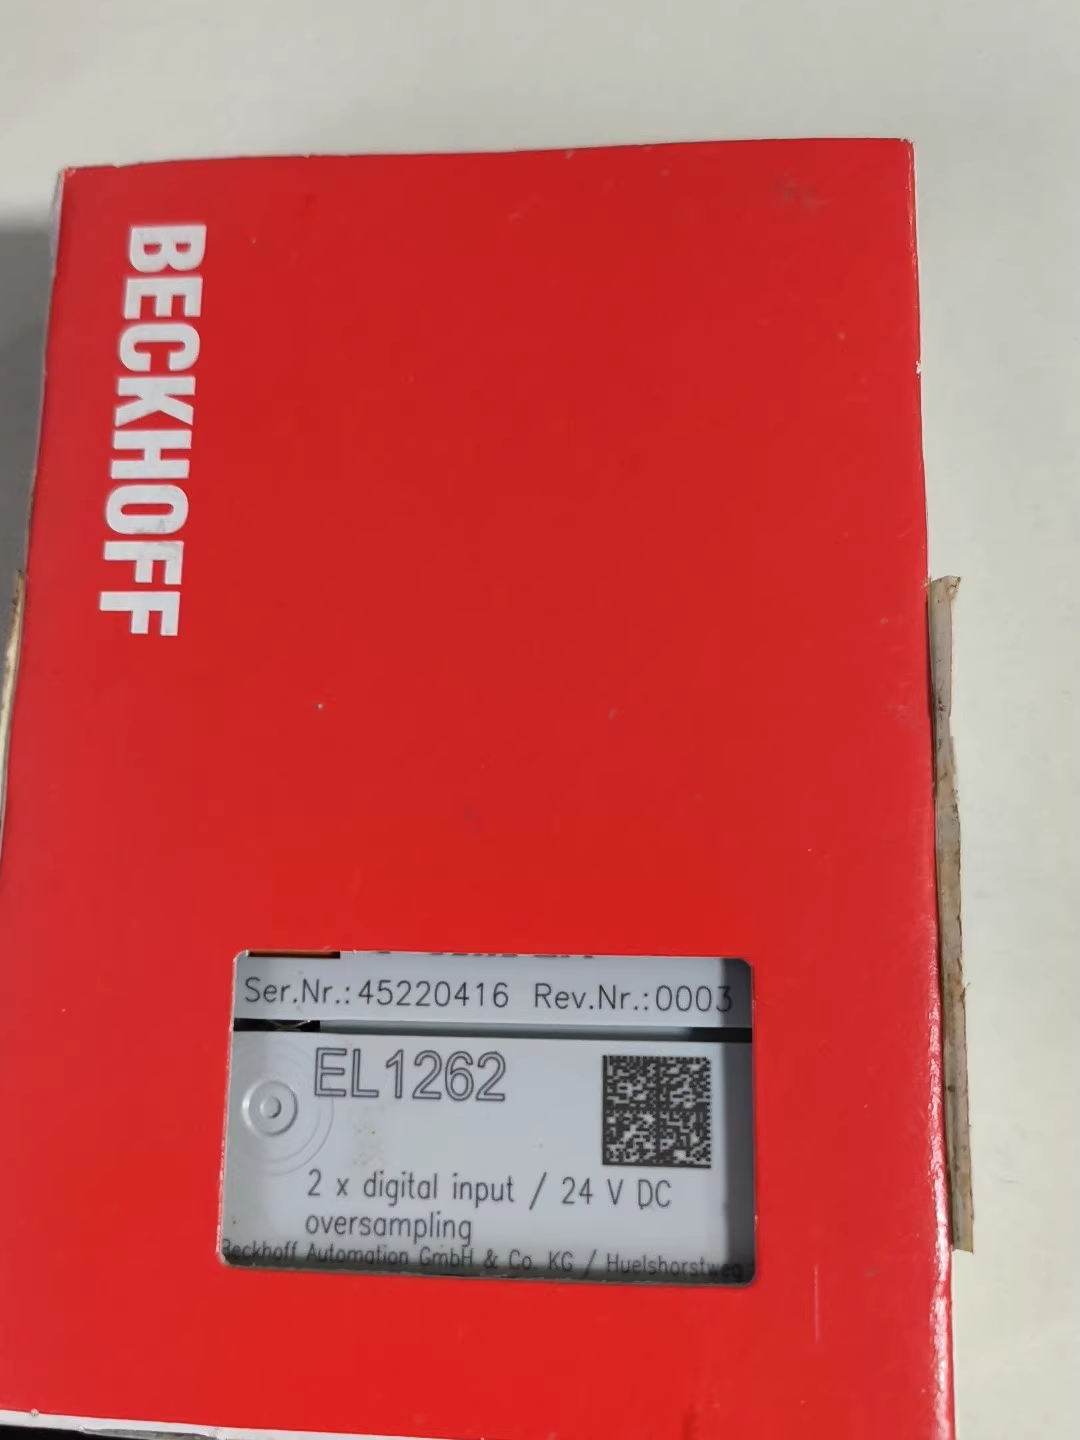 BECKHOFF
Ser.Nr.: 45220416 Rev.Nr.: 0003
EL1262
2 x digital input / 24 V DC
oversampling
Beckhoff Automation GmbH & Co. KG / Huelshorstweg